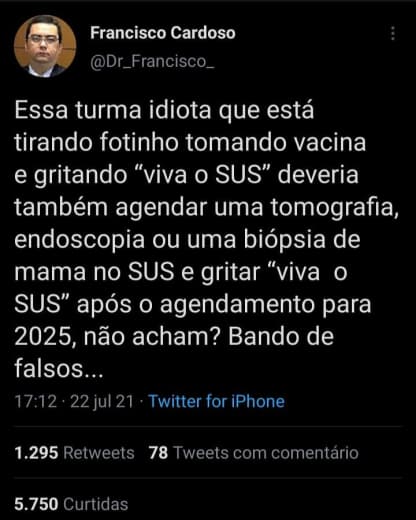 Francisco Cardoso
@Dr_Francisco_
Essa turma idiota que está
tirando fotinho tomando vacina
e gritando “viva o SUS” deveria
também agendar uma tomografia,
endoscopia ou uma biópsia de
mama no SUS e gritar “viva o
SUS” após o agendamento para
2025, não acham? Bando de
falsos...
17:12 · 22 jul 21 · Twitter for iPhone
1.295 Retweets 78 Tweets com comentário
5.750 Curtidas